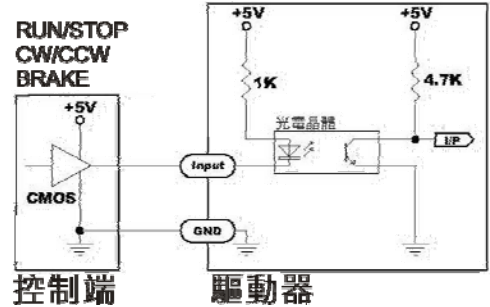 RUN/STOP
CW/CCW
BRAKE
+5V
CMOS
控制端
+5V
+5V
1K
4.7K
光電晶體
I/P
Input
GND
驅動器